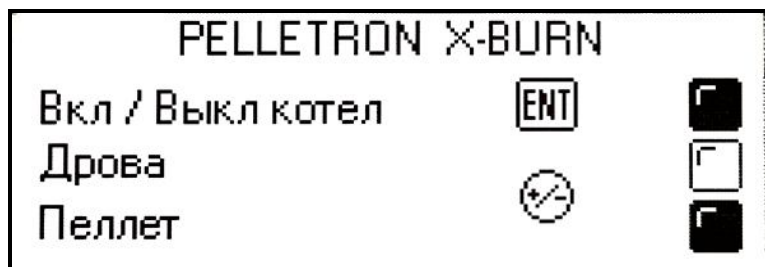 PELLETRON X-BURN
Вкл / Выкл котел ENT
Дрова
+/-
Пеллет